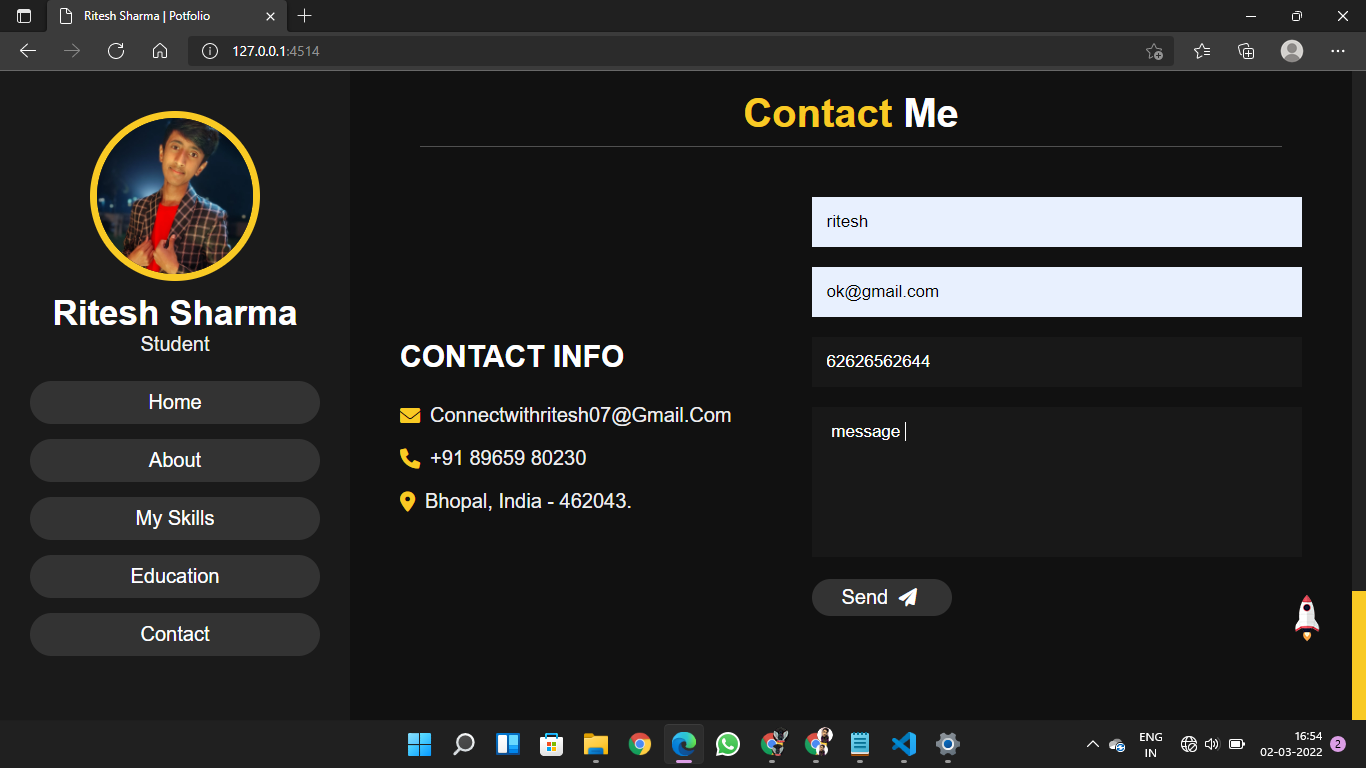 Ritesh Sharma | Potfolio
127.0.0.1:4514
Ritesh Sharma
Student
Home
About
My Skills
Education
Contact
Contact Me
CONTACT INFO
Connectwithritesh07@Gmail.Com
+91 89659 80230
Bhopal, India - 462043.
ritesh
ok@gmail.com
62626562644
message
Send
ENG
IN
16:54
02-03-2022
2